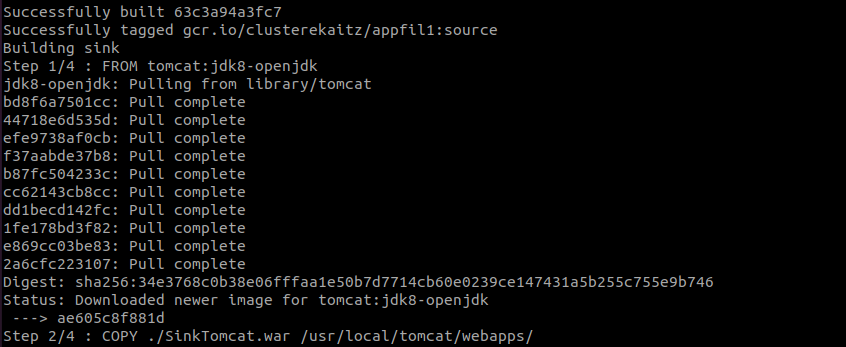 Successfully built 63c3a94a3fc7
Successfully tagged gcr.io/clusterekaitz/appfil1:source
Building sink
Step 1/4 : FROM tomcat:jdk8-openjdk
jdk8-openjdk: Pulling from library/tomcat
bd8f6a7501cc: Pull complete
44718e6d535d: Pull complete
efe9738af0cb: Pull complete
f37aabde37b8: Pull complete
b87fc504233c: Pull complete
cc62143cb8cc: Pull complete
dd1becd142fc: Pull complete
1fe178bd3f82: Pull complete
e869cc03be83: Pull complete
2a6cfc223107: Pull complete
Digest: sha256:34e3768c0b38e06fffaa1e50b7d7714cb60e0239ce147431a5b255c755e9b746
Status: Downloaded newer image for tomcat:jdk8-openjdk
 ---> ae605c8f881d
Step 2/4 : COPY ./SinkTomcat.war /usr/local/tomcat/webapps/